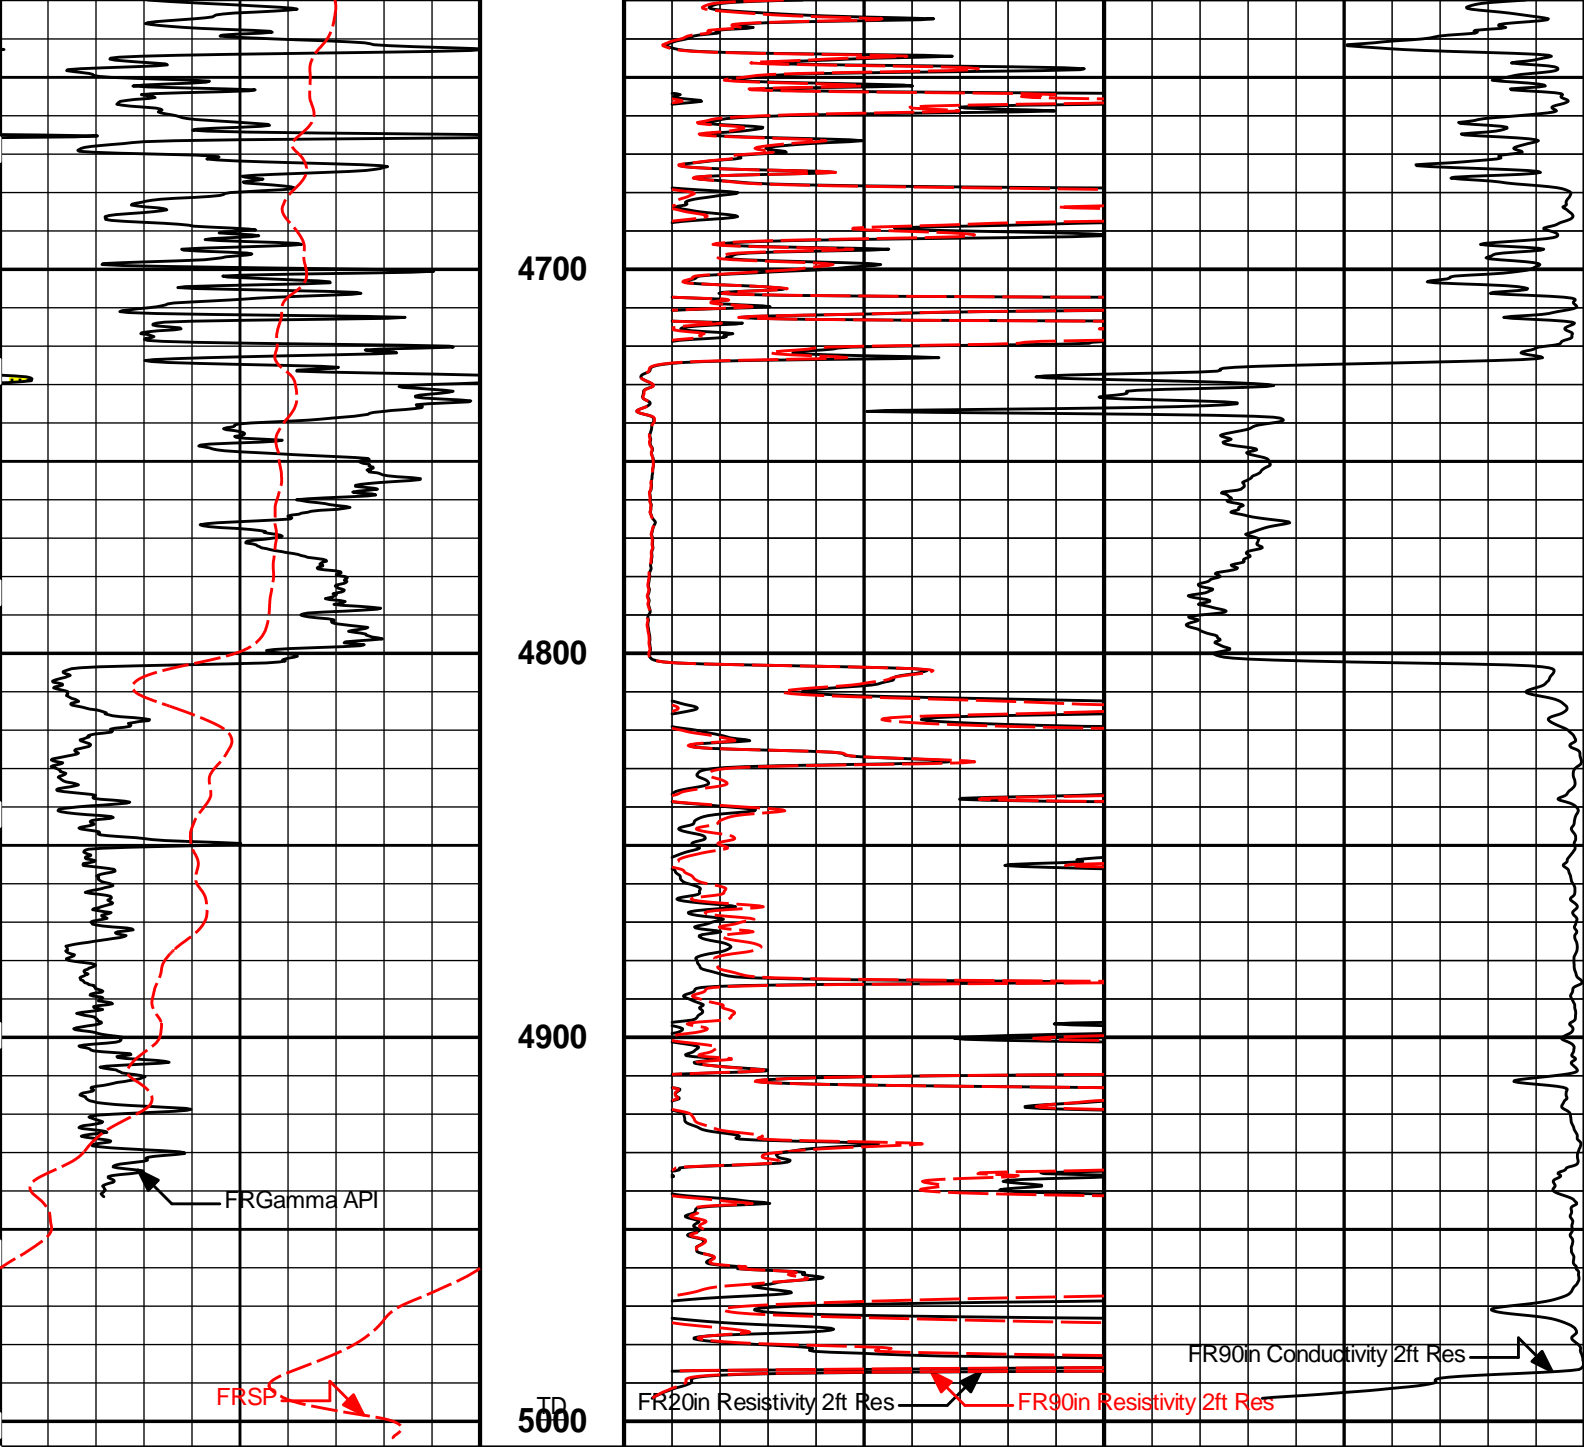 4700
4800
4900
FRGamma API
FR90in Conductivity 2ft Res
FRSP
TD
FR20in Resistivity 2ft Res
FR90in Resistivity 2ft Res
5000